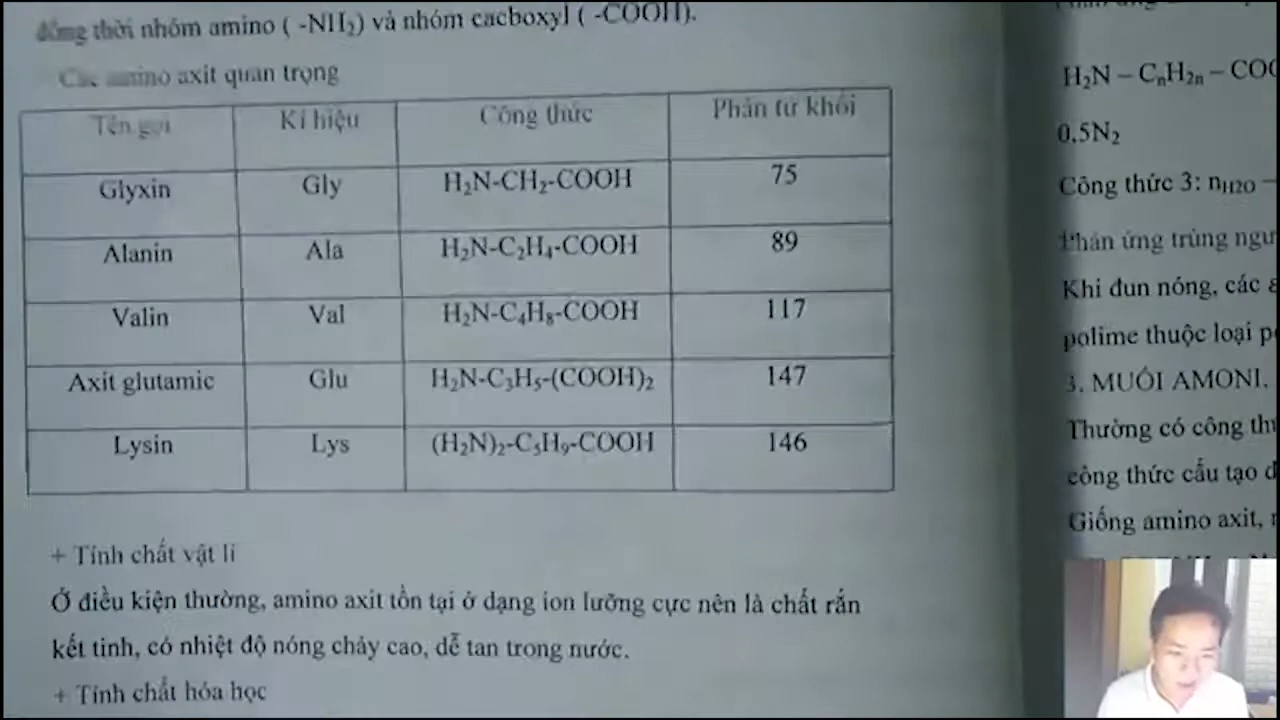 đồng thời nhóm amino ( -NH₂) và nhóm cacboxyl ( -COOH).
Các amino axit quan trọng
Tên gọi Kí hiệu Công thức Phân tử khối
Glyxin Gly H₂N-CH₂-COOH 75
Alanin Ala H₂N-C₂H₄-COOH 89
Valin Val H₂N-C₄H₈-COOH 117
Axit glutamic Glu H₂N-C₃H₅-(COOH)₂ 147
Lysin Lys (H₂N)₂-C₅H₉-COOH 146
+ Tính chất vật lí
Ở điều kiện thường, amino axit tồn tại ở dạng ion lưỡng cực nên là chất rắn
kết tinh, có nhiệt độ nóng chảy cao, dễ tan trong nước.
+ Tính chất hóa học
H₂N – CₙH₂ₙ – COO
0.5N₂
Công thức 3: nH₂O –
Phản ứng trùng ngư
Khi đun nóng, các
polime thuộc loại
3. MUỐI AMONI.
Thường có công th
công thức cấu tạo
Giống amino axit,